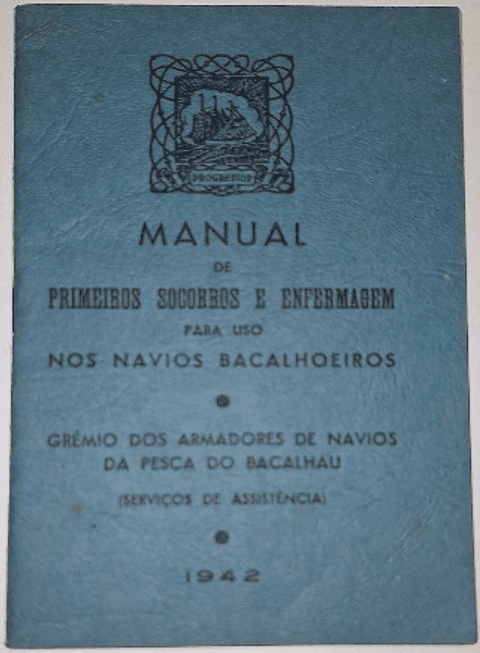 PROGREDIOR
MANUAL
DE
PRIMEIROS SOCORROS E ENFERMAGEM
PARA USO
NOS NAVIOS BACALHOEIROS
GRÉMIO DOS ARMADORES DE NAVIOS
DA PESCA DO BACALHAU
(SERVIÇOS DE ASSISTÊNCIA)
1942